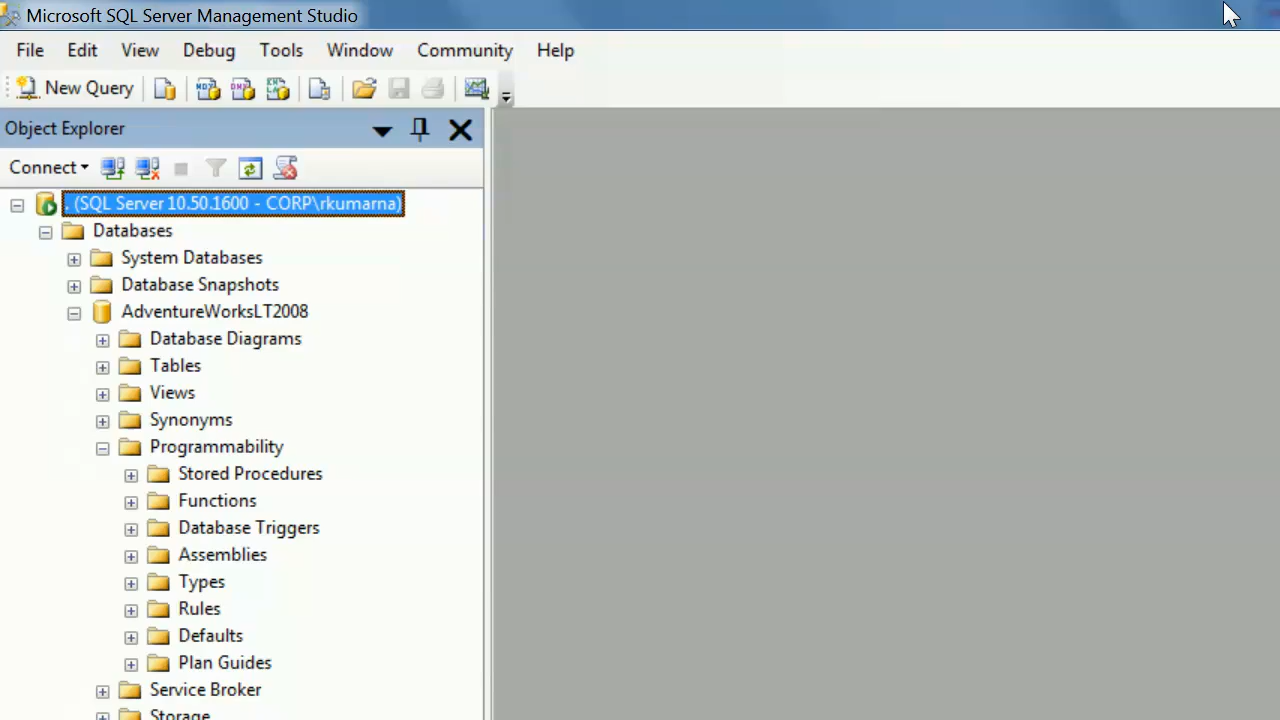 Microsoft SQL Server Management Studio
File Edit View Debug Tools Window Community Help
New Query
Object Explorer
Connect
. (SQL Server 10.50.1600 - CORP\rkumarna)
Databases
System Databases
Database Snapshots
AdventureWorksLT2008
Database Diagrams
Tables
Views
Synonyms
Programmability
Stored Procedures
Functions
Database Triggers
Assemblies
Types
Rules
Defaults
Plan Guides
Service Broker
Storage